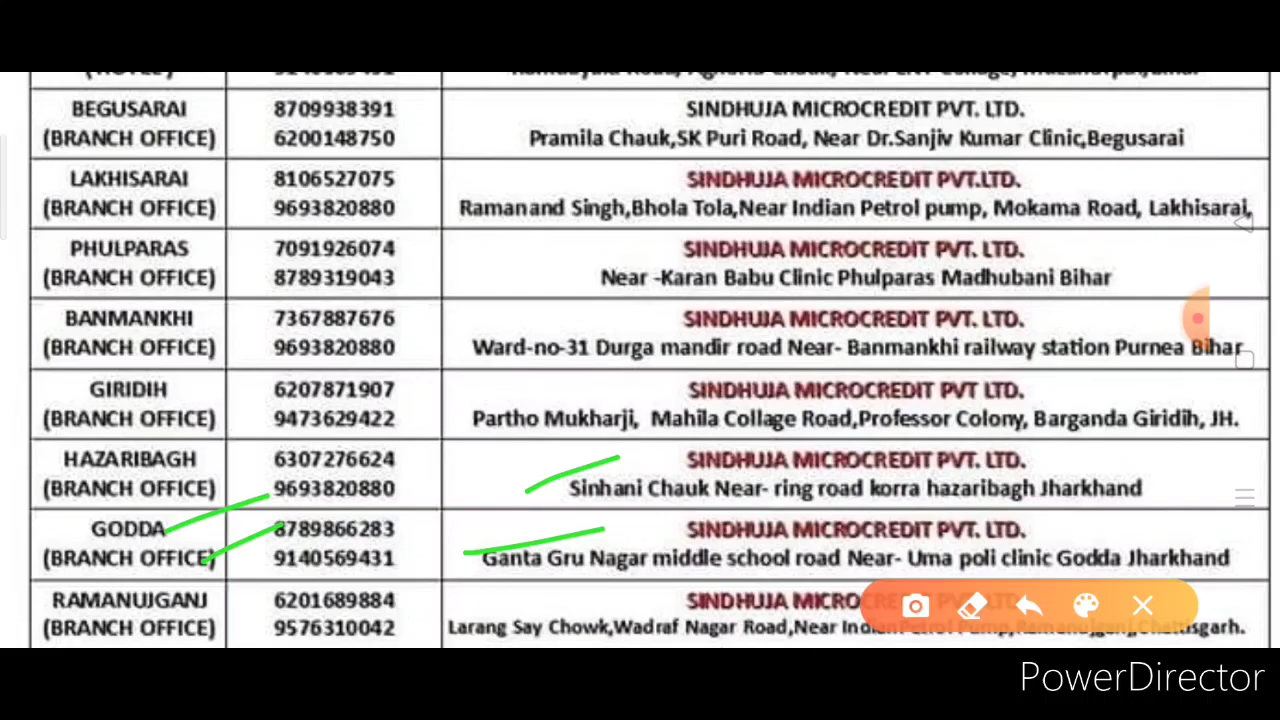 BEGUSARAI 8709938391 SINDHUJA MICROCREDIT PVT. LTD.
(BRANCH OFFICE) 6200148750 Pramila Chauk,SK Puri Road, Near Dr.Sanjiv Kumar Clinic,Begusarai
LAKHISARAI 8106527075 SINDHUJA MICROCREDIT PVT.LTD.
(BRANCH OFFICE) 9693820880 Ramanand Singh,Bhola Tola,Near Indian Petrol pump, Mokama Road, Lakhisarai,
PHULPARAS 7091926074 SINDHUJA MICROCREDIT PVT. LTD.
(BRANCH OFFICE) 8789319043 Near -Karan Babu Clinic Phulparas Madhubani Bihar
BANMANKHI 7367887676 SINDHUJA MICROCREDIT PVT. LTD.
(BRANCH OFFICE) 9693820880 Ward-no-31 Durga mandir road Near- Banmankhi railway station Purnea Bihar
GIRIDIH 6207871907 SINDHUJA MICROCREDIT PVT LTD.
(BRANCH OFFICE) 9473629422 Partho Mukharji, Mahila Collage Road,Professor Colony, Barganda Giridih, JH.
HAZARIBAGH 6307276624 SINDHUJA MICROCREDIT PVT. LTD.
(BRANCH OFFICE) 9693820880 Sinhani Chauk Near- ring road korra hazaribagh Jharkhand
GODDA 8789866283 SINDHUJA MICROCREDIT PVT. LTD.
(BRANCH OFFICE) 9140569431 Ganta Gru Nagar middle school road Near- Uma poli clinic Godda Jharkhand
RAMANUJGANJ 6201689884 SINDHUJA
(BRANCH OFFICE) 9576310042 Larang Say Chowk,Wadraf Nagar Road,Near Indian Petrol Pump,Ramanujganj,Chattisgarh.
PowerDirector